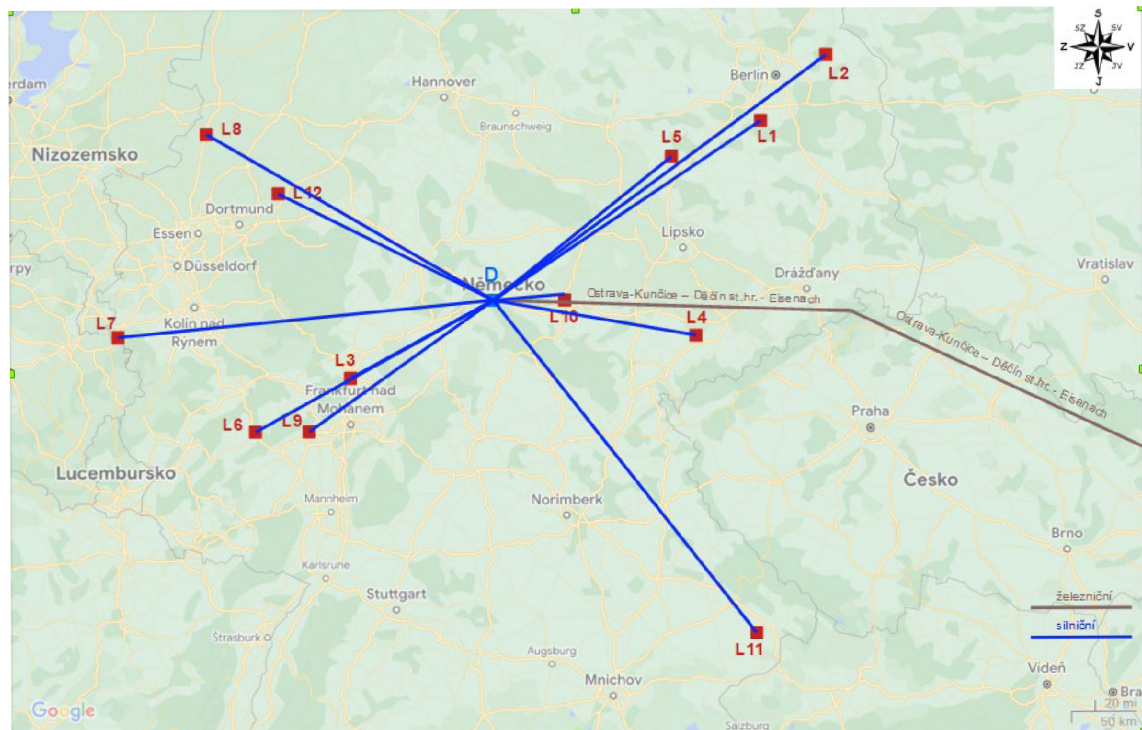 S
SZ
SV
Z
V
JZ
JV
J
Hannover
Berlin
L2
Braunschweig
L8
L1
Nizozemsko
L5
L12
Dortmund
Essen
Lipsko
Düsseldorf
Drážďany
Vratislav
D
Německo
Ostrava-Kunčice – Děčín st.hr. - Eisenach
L10
L7
Kolín nad
Rýnem
L4
Ostrava-Kunčice – Děčín st.hr. - Eisenach
L3
Frankfurt nad
Mohanem
Praha
L6
L9
Lucembursko
Česko
Mannheim
Norimberk
Brno
Karlsruhe
železniční
Stuttgart
silniční
Štrasburk
L11
Augsburg
Vídeň
Mnichov
Bra
20 mi
50 km
Google
Salzburg